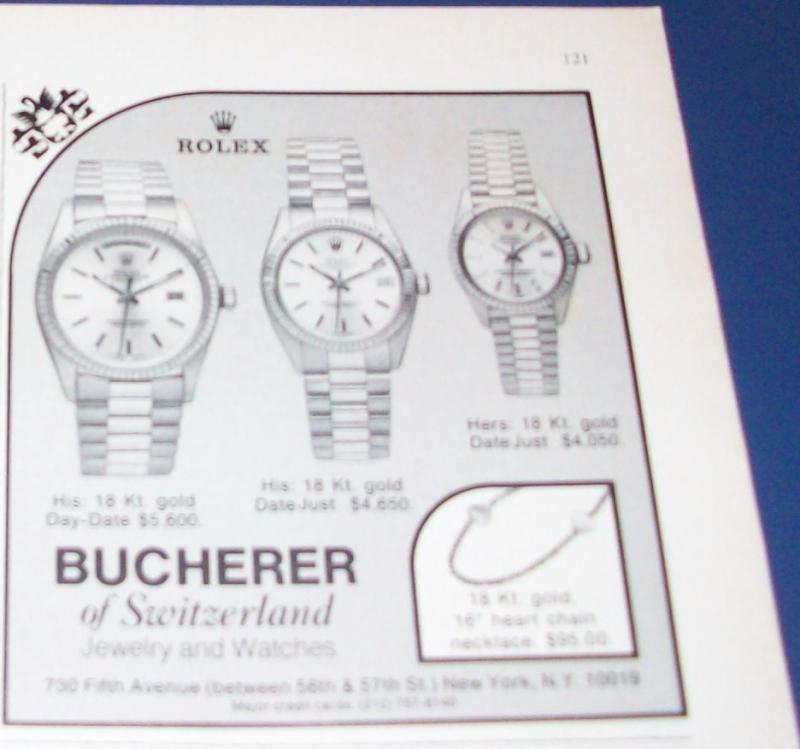 121
ROLEX
Hers: 18 Kt. gold
DateJust $4,050.
His: 18 Kt. gold
DateJust $4,650.
His: 18 Kt. gold
Day-Date $5,600.
BUCHERER
of Switzerland
Jewelry and Watches
18 Kt. gold,
16" heart chain
necklace. $95.00.
730 Fifth Avenue (between 56th & 57th St.) New York, N.Y. 10019
Major credit cards. (212)